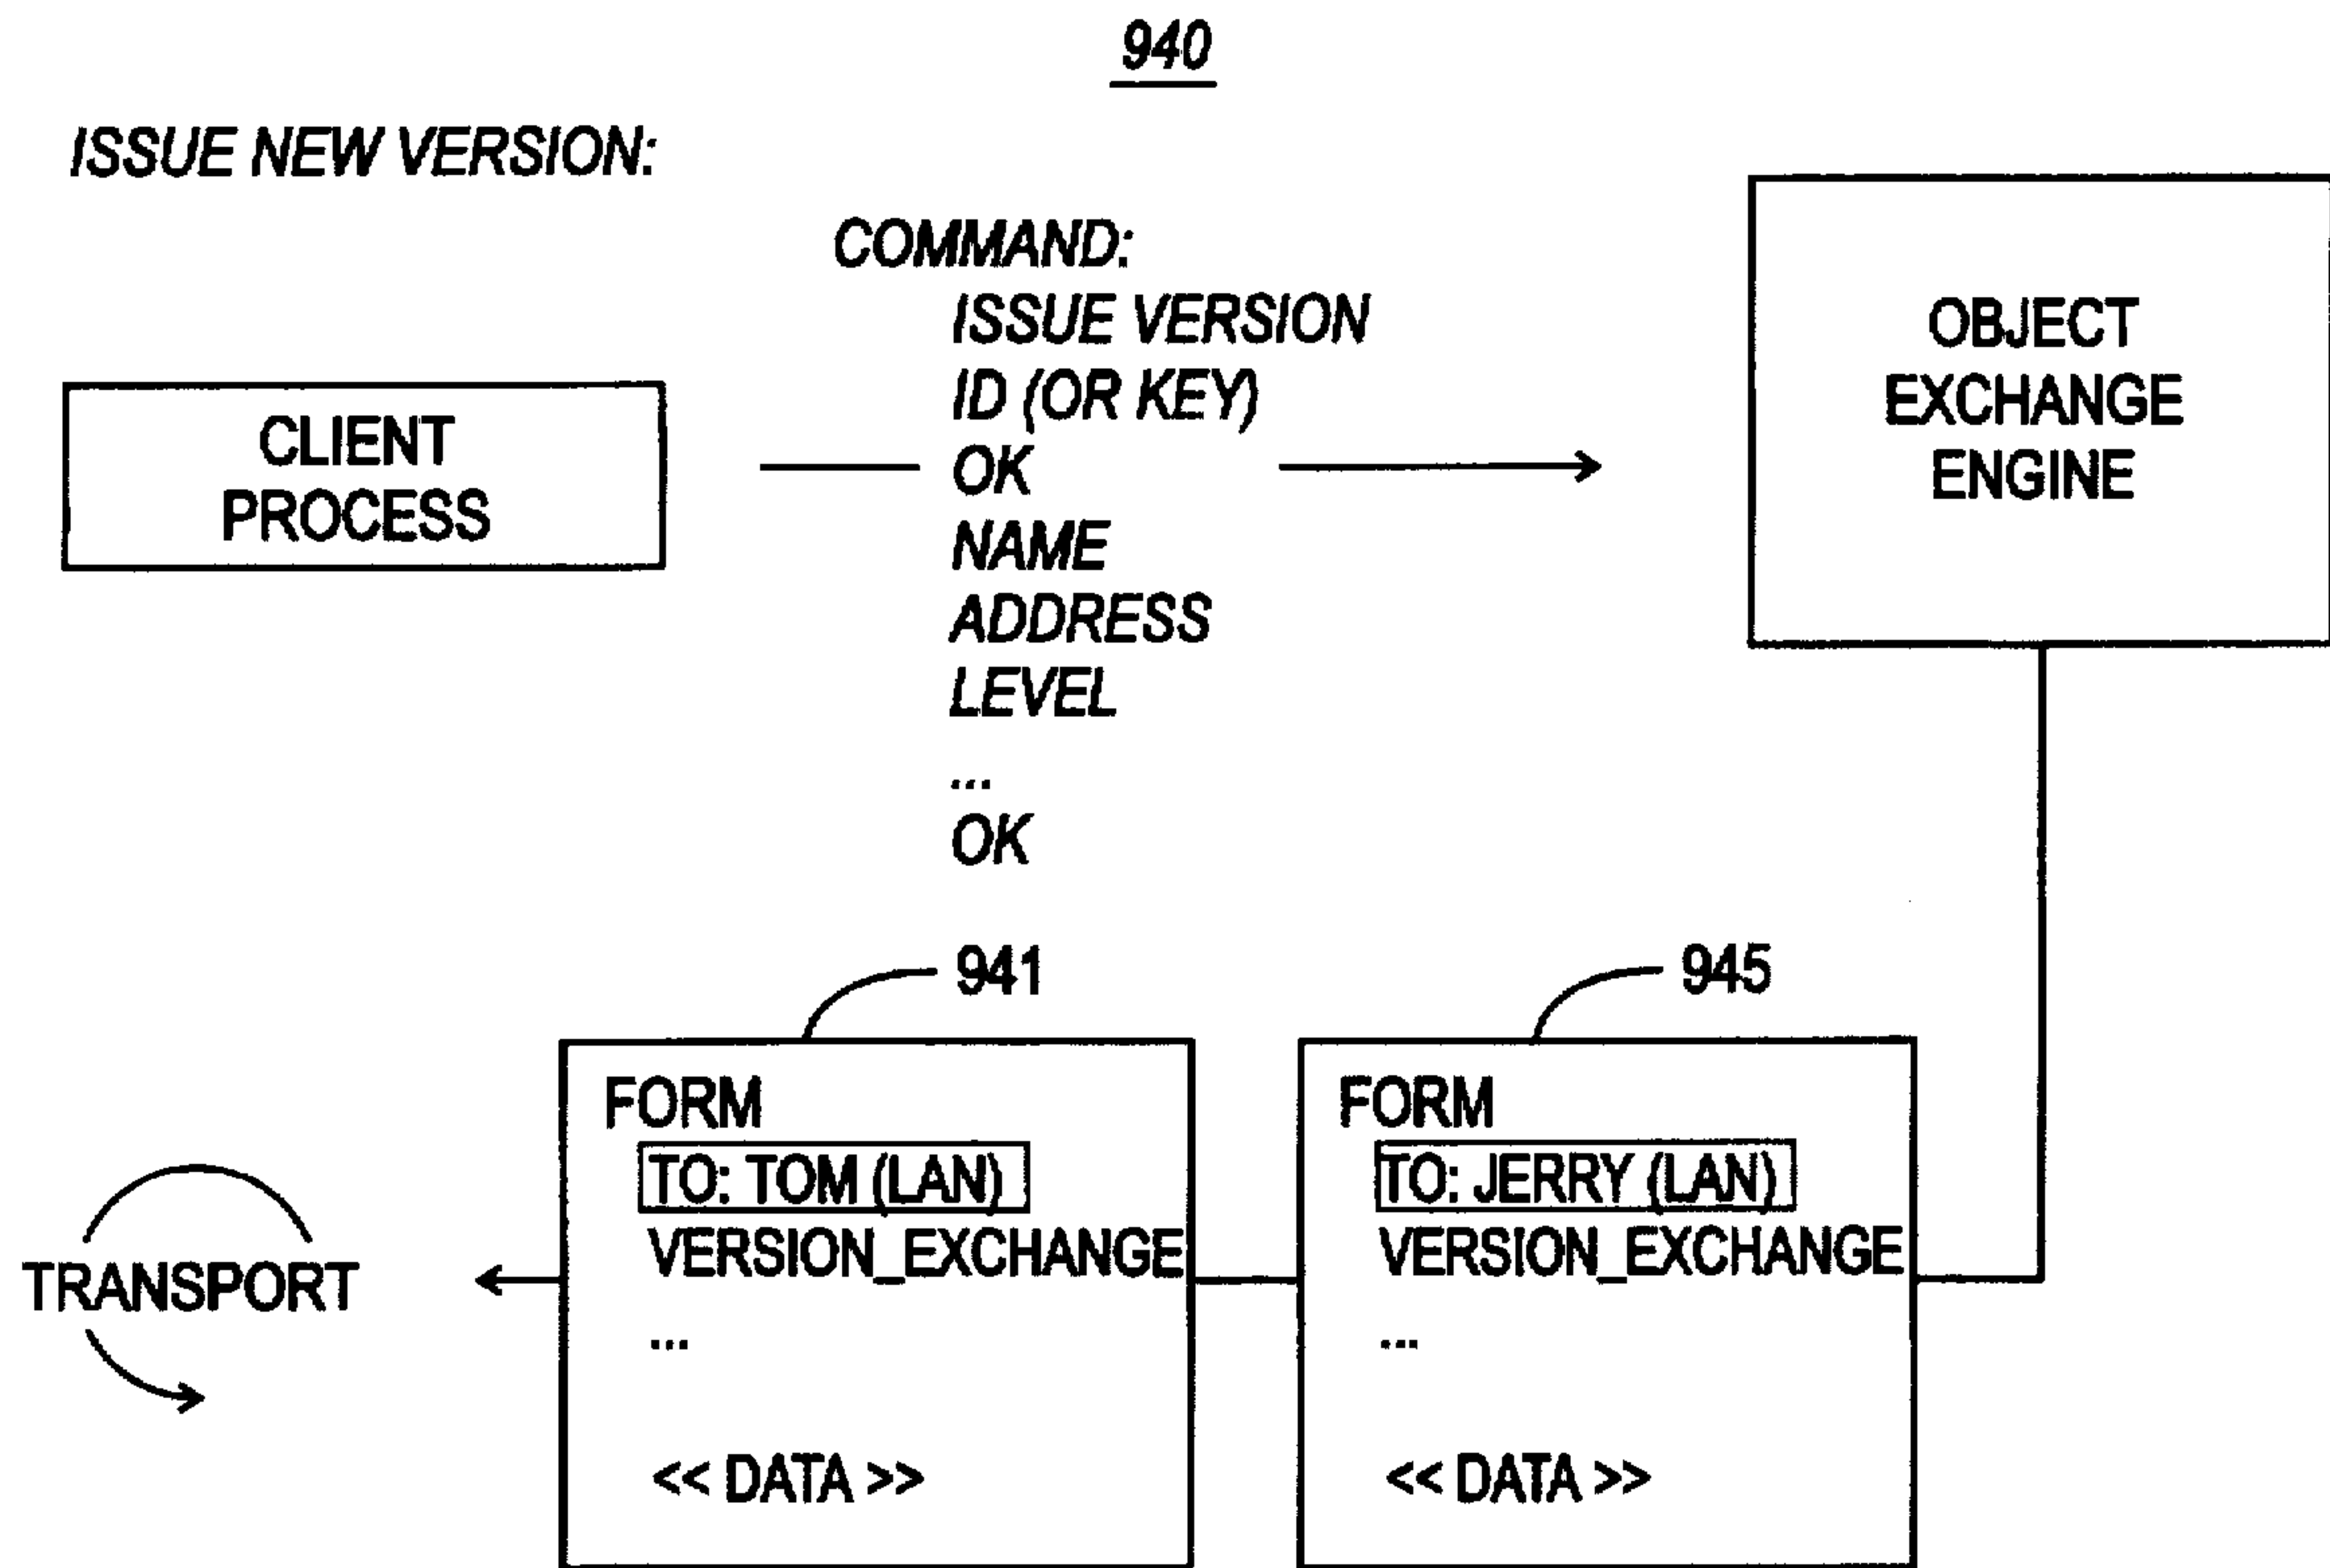 940
ISSUE NEW VERSION:
COMMAND:
ISSUE VERSION
ID (OR KEY)
OK
NAME
ADDRESS
LEVEL
...
OK
CLIENT
PROCESS
OBJECT
EXCHANGE
ENGINE
941
FORM
TO: TOM (LAN)
VERSION_EXCHANGE
...
<< DATA >>
945
FORM
TO: JERRY (LAN)
VERSION_EXCHANGE
...
<< DATA >>
TRANSPORT